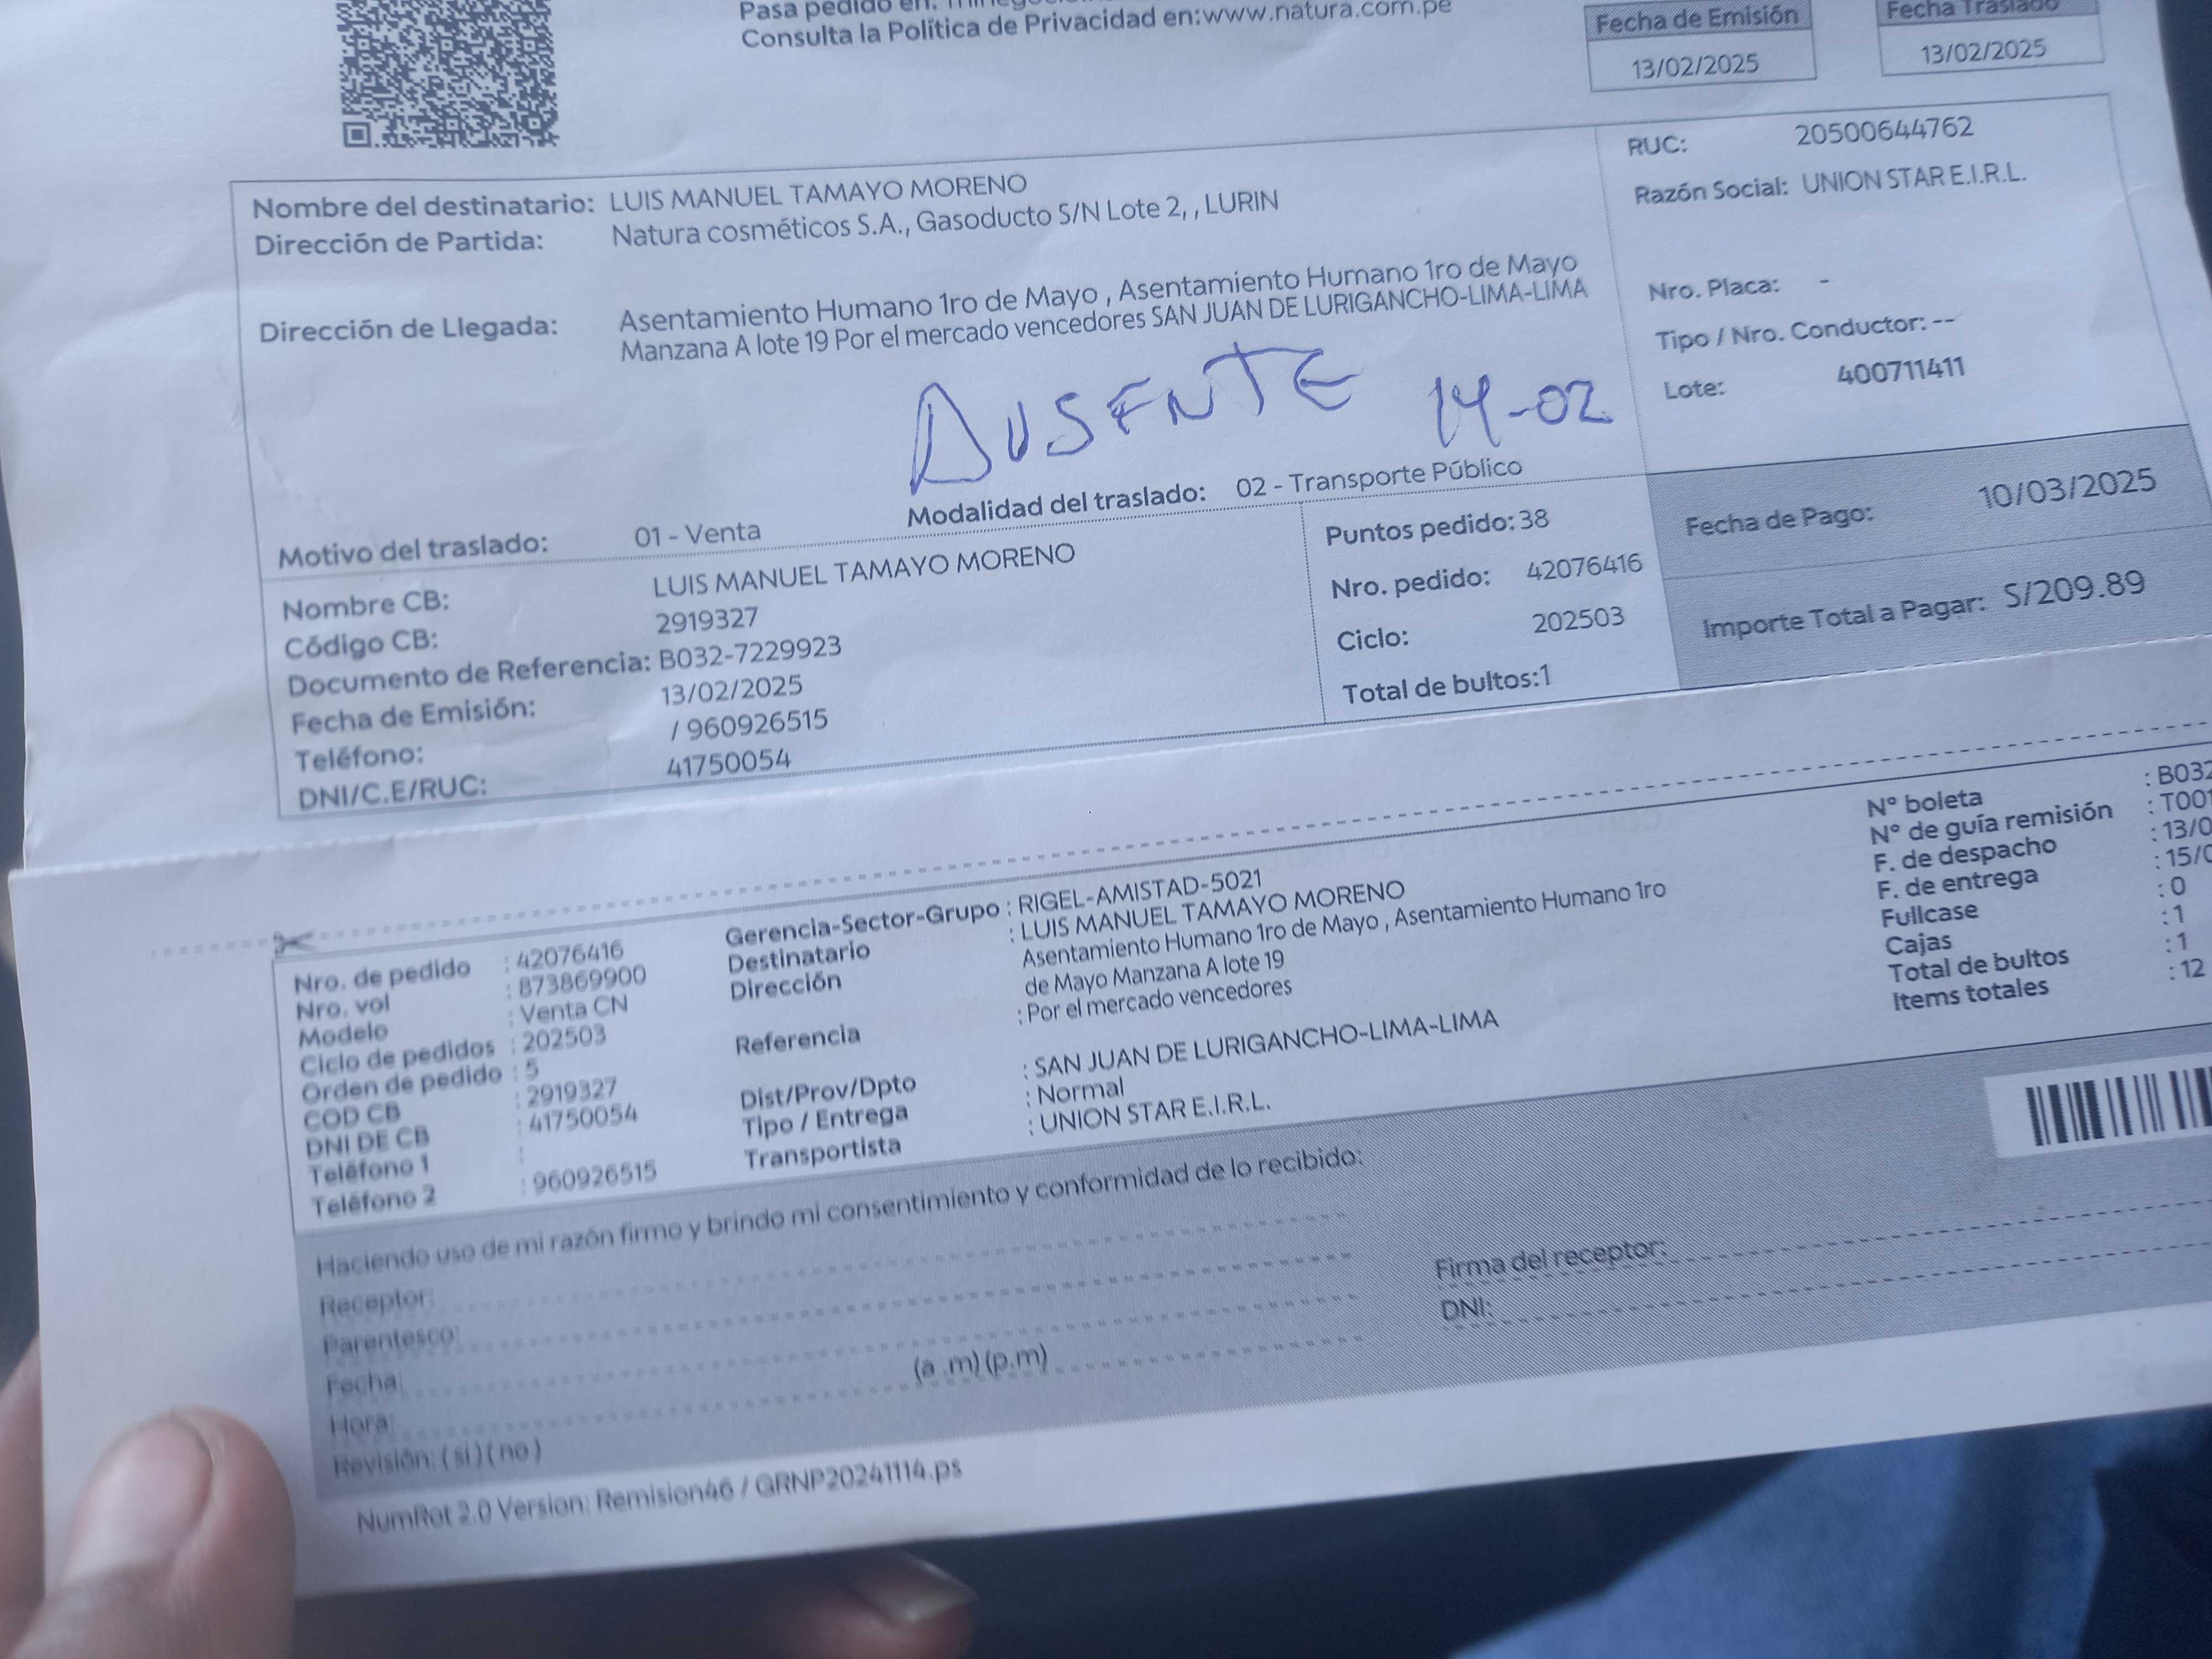 Pasa pedido en:
Consulta la Política de Privacidad en:www.natura.com.pe
Fecha de Emisión
13/02/2025
Fecha Traslado
13/02/2025
Nombre del destinatario: LUIS MANUEL TAMAYO MORENO
Dirección de Partida: Natura cosméticos S.A., Gasoducto S/N Lote 2, , LURIN
Dirección de Llegada: Asentamiento Humano 1ro de Mayo , Asentamiento Humano 1ro de Mayo
Manzana A lote 19 Por el mercado vencedores SAN JUAN DE LURIGANCHO-LIMA-LIMA
RUC: 20500644762
Razón Social: UNION STAR E.I.R.L.
Nro. Placa: -
Tipo / Nro. Conductor: --
Lote: 400711411
AUSENTE 14-02
Motivo del traslado: 01 - Venta
Modalidad del traslado: 02 - Transporte Público
Nombre CB: LUIS MANUEL TAMAYO MORENO
Código CB: 2919327
Documento de Referencia: B032-7229923
Fecha de Emisión: 13/02/2025
Teléfono: / 960926515
DNI/C.E/RUC: 41750054
Puntos pedido: 38
Nro. pedido: 42076416
Ciclo: 202503
Total de bultos:1
Fecha de Pago: 10/03/2025
Importe Total a Pagar: S/209.89
Nro. de pedido : 42076416
Nro. vol : 873869900
Modelo : Venta CN
Ciclo de pedidos : 202503
Orden de pedido : 5
COD CB : 2919327
DNI DE CB : 41750054
Teléfono 1 :
Teléfono 2 : 960926515
Gerencia-Sector-Grupo : RIGEL-AMISTAD-5021
Destinatario : LUIS MANUEL TAMAYO MORENO
Dirección Asentamiento Humano 1ro de Mayo , Asentamiento Humano 1ro
de Mayo Manzana A lote 19
Referencia : Por el mercado vencedores
Dist/Prov/Dpto : SAN JUAN DE LURIGANCHO-LIMA-LIMA
Tipo / Entrega : Normal
Transportista : UNION STAR E.I.R.L.
N° boleta : B032
N° de guía remisión : T001
F. de despacho : 13/0
F. de entrega : 15/0
Fullcase : 0
Cajas : 1
Total de bultos : 1
Items totales : 12
Haciendo uso de mi razón firmo y brindo mi consentimiento y conformidad de lo recibido:
Receptor:
Parentesco:
Fecha:
Hora: (a .m) (p.m)
Revisión: ( si ) ( no )
Firma del receptor:
DNI:
NumRot 2.0 Version: Remision46 / GRNP20241114.ps